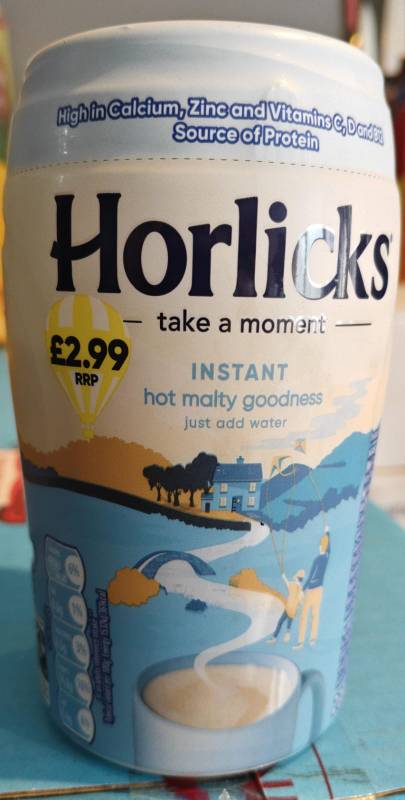 High in Calcium, Zinc and Vitamins C, D and B12
Source of Protein
Horlicks
take a moment
£2.99
RRP
INSTANT
hot malty goodness
just add water